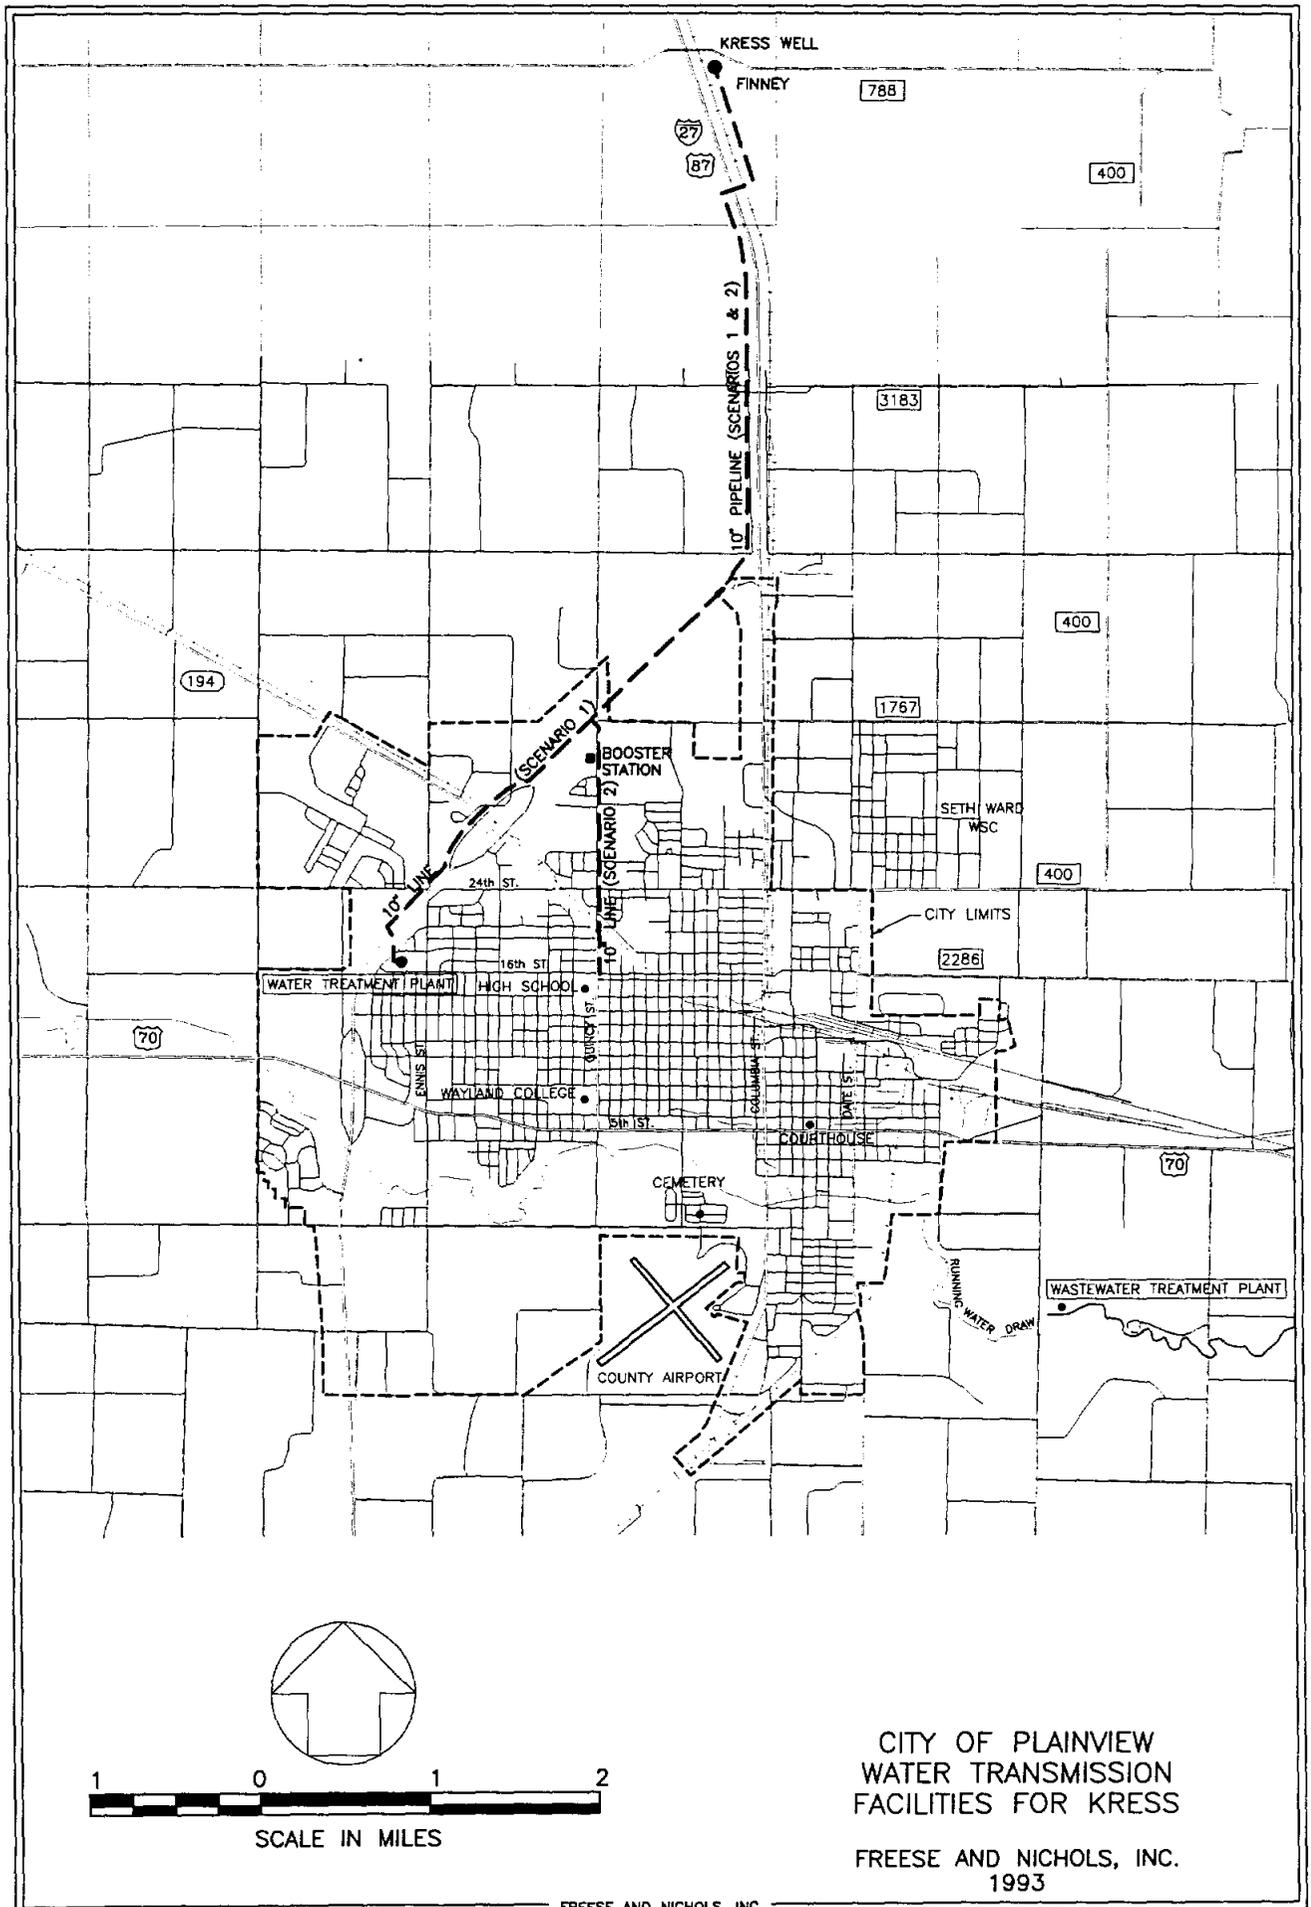 KRESS WELL
FINNEY
788
27
87
400
10" PIPELINE (SCENARIOS 1 & 2)
3183
400
194
1767
(SCENARIO 1)
BOOSTER
STATION
SETH WARD
WSC
10" LINE
10" LINE (SCENARIO 2)
24th ST.
400
CITY LIMITS
2286
16th ST.
WATER TREATMENT PLANT
HIGH SCHOOL
QUINCY ST.
70
ENNIS ST.
COLUMBIA ST.
DATE ST.
WAYLAND COLLEGE
5th ST.
COURTHOUSE
70
CEMETERY
RUNNING WATER DRAW
WASTEWATER TREATMENT PLANT
COUNTY AIRPORT
1 0 1 2
SCALE IN MILES
CITY OF PLAINVIEW
WATER TRANSMISSION
FACILITIES FOR KRESS
FREESE AND NICHOLS, INC.
1993
FREESE AND NICHOLS, INC.